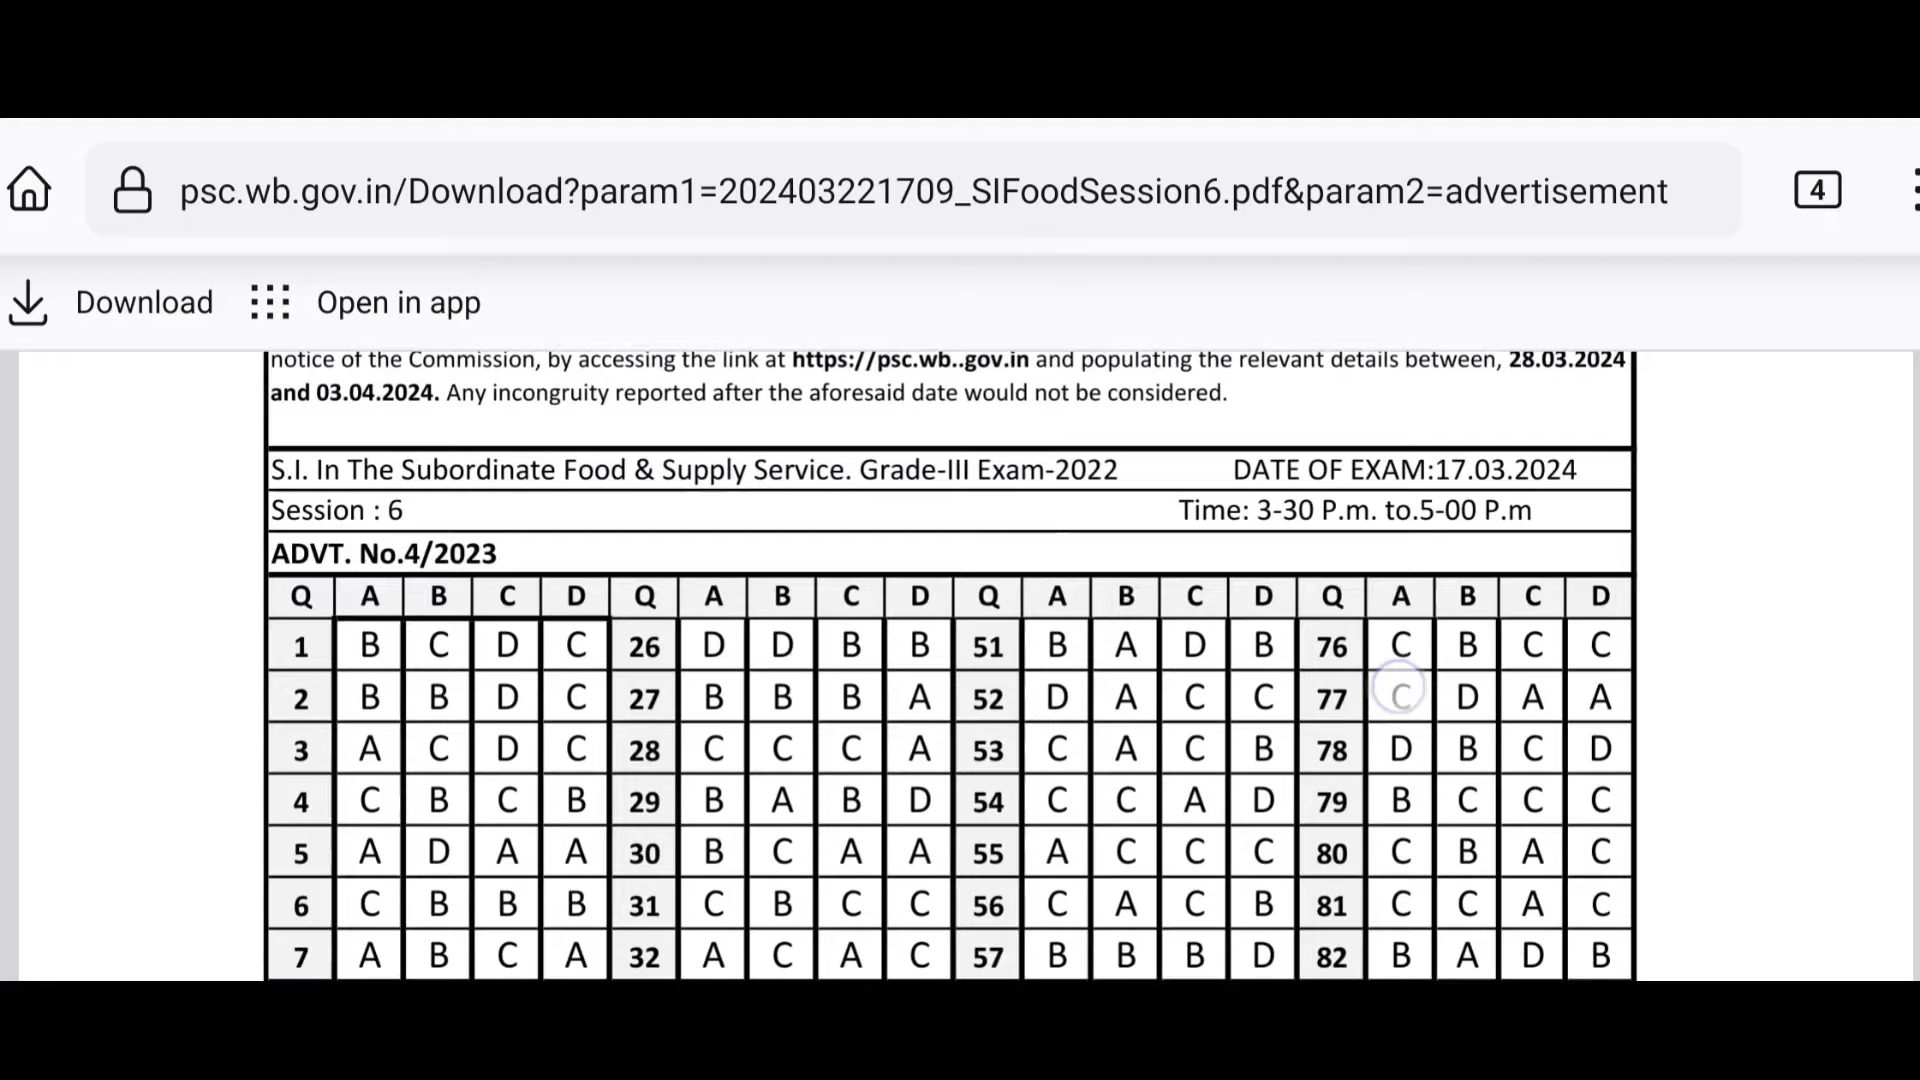 psc.wb.gov.in/Download?param1=202403221709_SIFoodSession6.pdf&param2=advertisement
4
Download Open in app
notice of the Commission, by accessing the link at https://psc.wb..gov.in and populating the relevant details between, 28.03.2024
and 03.04.2024. Any incongruity reported after the aforesaid date would not be considered.
S.I. In The Subordinate Food & Supply Service. Grade-III Exam-2022 DATE OF EXAM:17.03.2024
Session : 6 Time: 3-30 P.m. to.5-00 P.m
ADVT. No.4/2023
Q A B C D Q A B C D Q A B C D Q A B C D
1 B C D C 26 D D B B 51 B A D B 76 C B C C
2 B B D C 27 B B B A 52 D A C C 77 C D A A
3 A C D C 28 C C C A 53 C A C B 78 D B C D
4 C B C B 29 B A B D 54 C C A D 79 B C C C
5 A D A A 30 B C A A 55 A C C C 80 C B A C
6 C B B B 31 C B C C 56 C A C B 81 C C A C
7 A B C A 32 A C A C 57 B B B D 82 B A D B